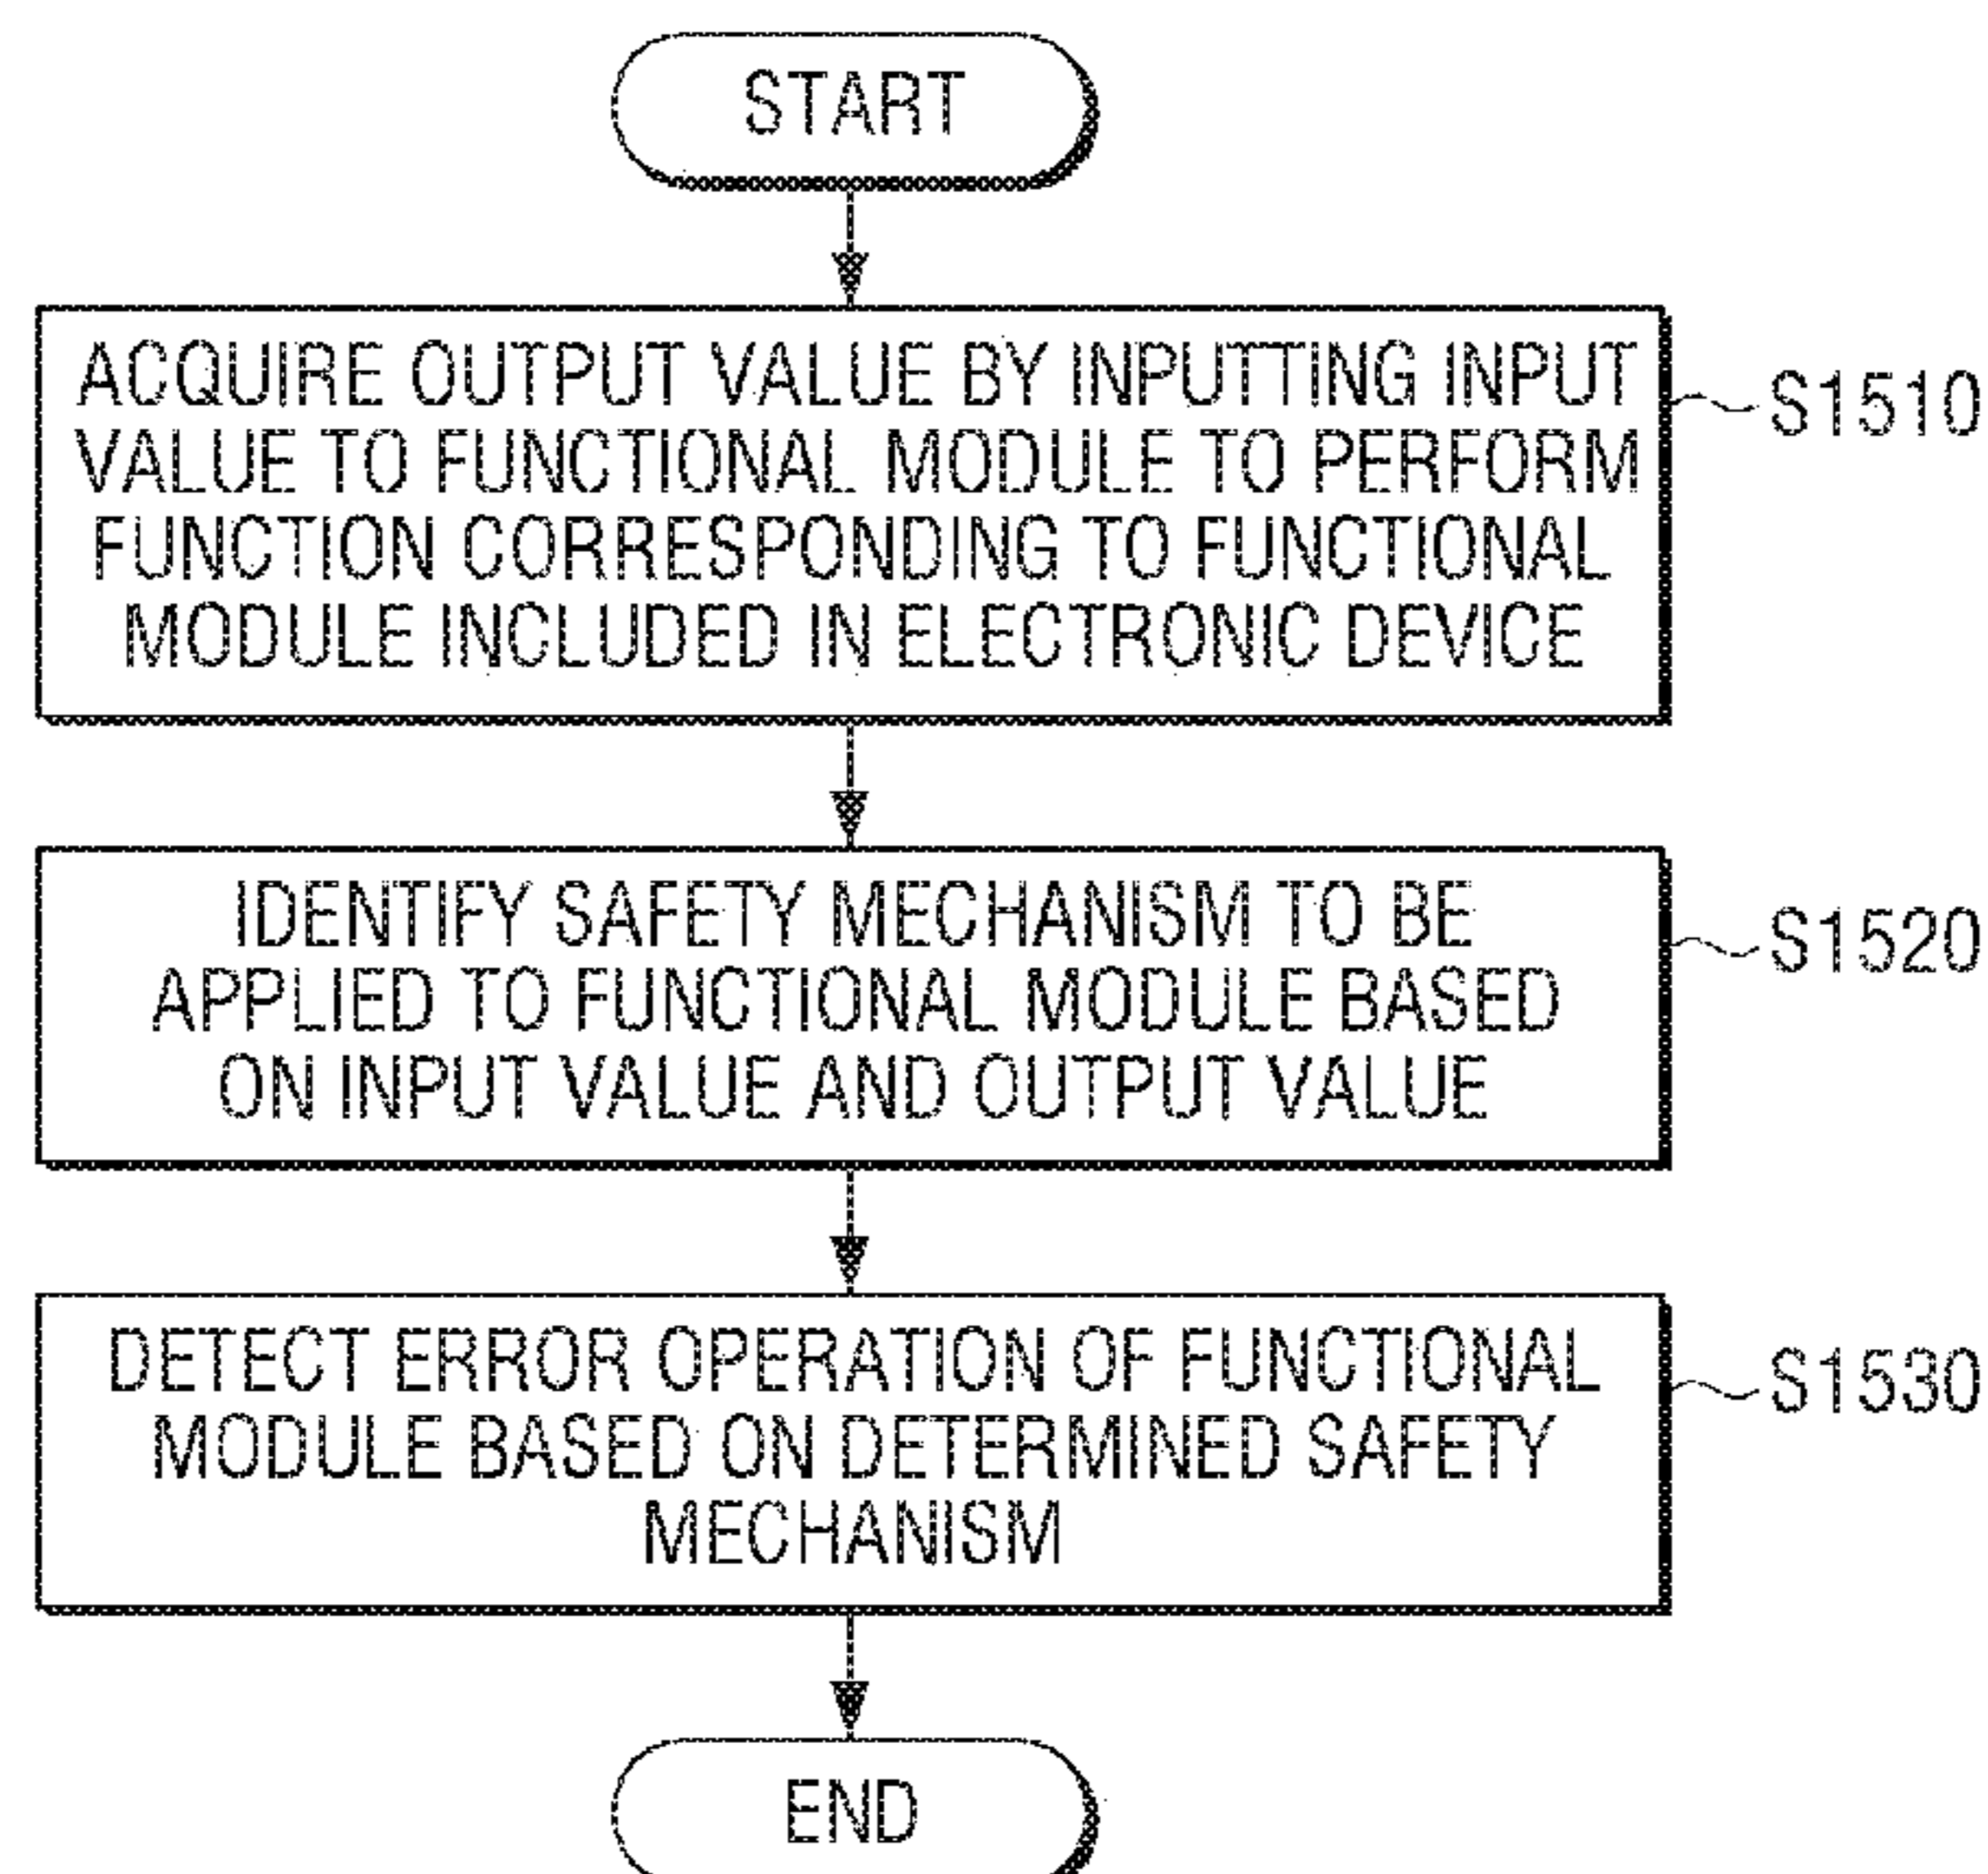 START
ACQUIRE OUTPUT VALUE BY INPUTTING INPUT
VALUE TO FUNCTIONAL MODULE TO PERFORM
FUNCTION CORRESPONDING TO FUNCTIONAL
MODULE INCLUDED IN ELECTRONIC DEVICE
S1510
IDENTIFY SAFETY MECHANISM TO BE
APPLIED TO FUNCTIONAL MODULE BASED
ON INPUT VALUE AND OUTPUT VALUE
S1520
DETECT ERROR OPERATION OF FUNCTIONAL
MODULE BASED ON DETERMINED SAFETY
MECHANISM
S1530
END